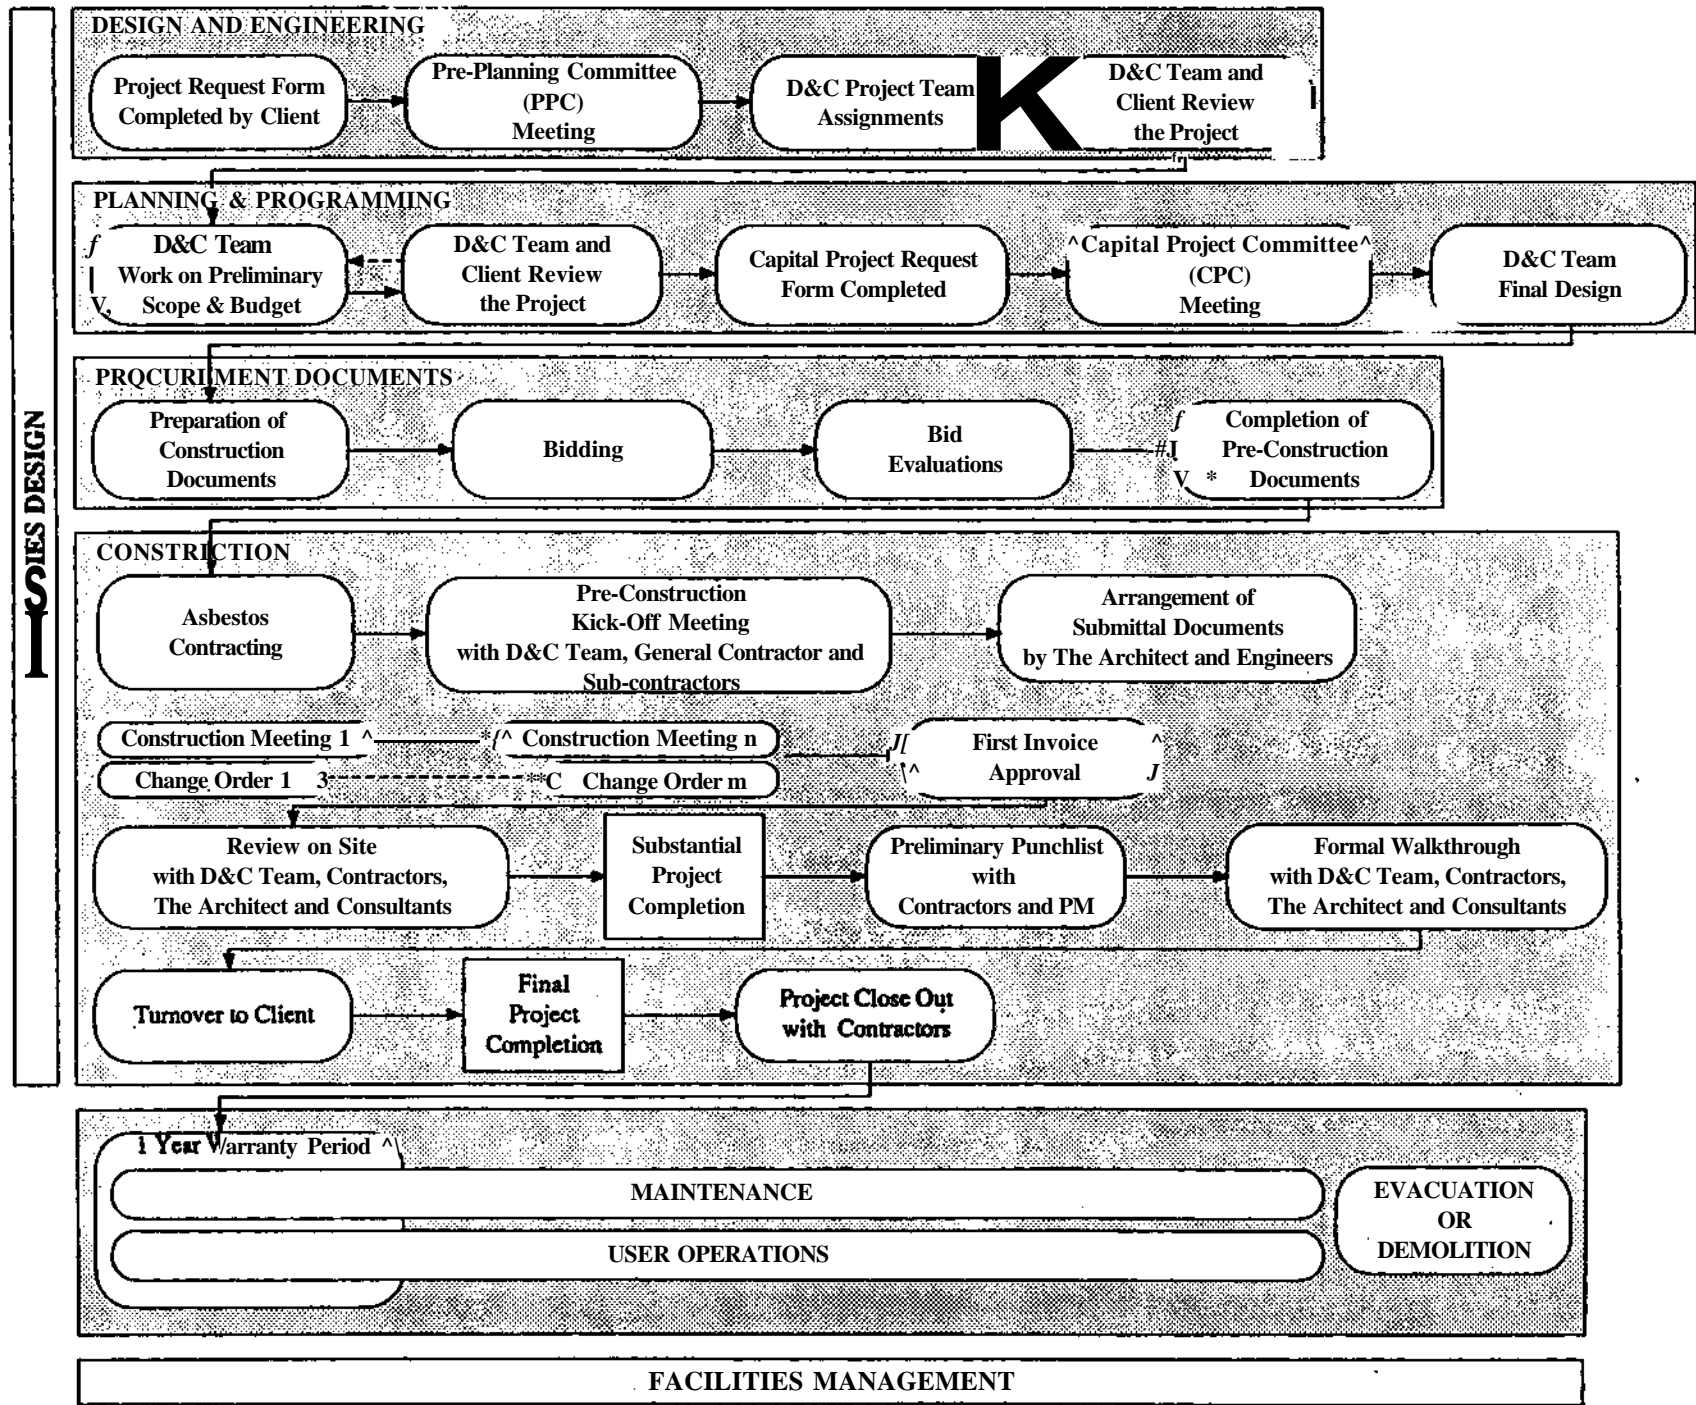 DESIGN AND ENGINEERING
Project Request Form
Completed by Client
Pre-Planning Committee
(PPC)
Meeting
D&C Project Team
Assignments
K
D&C Team and
Client Review
the Project
PLANNING & PROGRAMMING
D&C Team
Work on Preliminary
Scope & Budget
D&C Team and
Client Review
the Project
Capital Project Request
Form Completed
^Capital Project Committee^
(CPC)
Meeting
D&C Team
Final Design
PRQCURIMENT DOCUMENTS
Preparation of
Construction
Documents
Bidding
Bid
Evaluations
Completion of
Pre-Construction
Documents
CONSTRICTION
Asbestos
Contracting
Pre-Construction
Kick-Off Meeting
with D&C Team, General Contractor and
Sub-contractors
Arrangement of
Submittal Documents
by The Architect and Engineers
Construction Meeting 1 ^
*{^ Construction Meeting n
Change Order 1 3
**C Change Order m
First Invoice
Approval
Review on Site
with D&C Team, Contractors,
The Architect and Consultants
Substantial
Project
Completion
Preliminary Punchlist
with
Contractors and PM
Formal Walkthrough
with D&C Team, Contractors,
The Architect and Consultants
Turnover to Client
Final
Project
Completion
Project Close Out
with Contractors
1 Year Warranty Period ^\
MAINTENANCE
USER OPERATIONS
EVACUATION
OR
DEMOLITION
FACILITIES MANAGEMENT
DESIGN